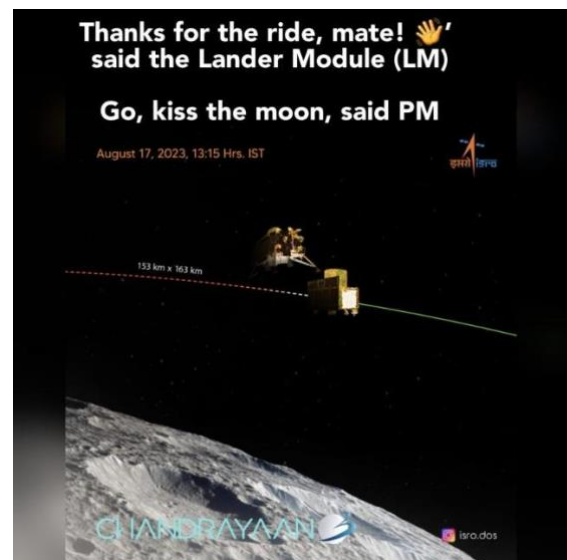 Thanks for the ride, mate! 👋’
said the Lander Module (LM)
Go, kiss the moon, said PM
August 17, 2023, 13:15 Hrs. IST
इसरो isro
153 km x 163 km
CHANDRAYAAN 3
isro.dos